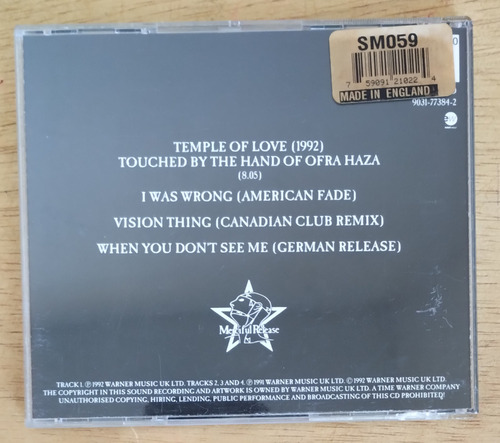 SM059
0
7 59091 21022 4
MADE IN ENGLAND
9031-77384-2
TEMPLE OF LOVE (1992)
TOUCHED BY THE HAND OF OFRA HAZA
(8.05)
I WAS WRONG (AMERICAN FADE)
VISION THING (CANADIAN CLUB REMIX)
WHEN YOU DON'T SEE ME (GERMAN RELEASE)
Merciful Release
TRACK 1. ℗ 1992 WARNER MUSIC UK LTD. TRACKS 2, 3 AND 4. ℗ 1991 WARNER MUSIC UK LTD. © 1992 WARNER MUSIC UK LTD.
THE COPYRIGHT IN THIS SOUND RECORDING AND ARTWORK IS OWNED BY WARNER MUSIC UK LTD. A TIME WARNER COMPANY
UNAUTHORISED COPYING, HIRING, LENDING, PUBLIC PERFORMANCE AND BROADCASTING OF THIS CD PROHIBITED!